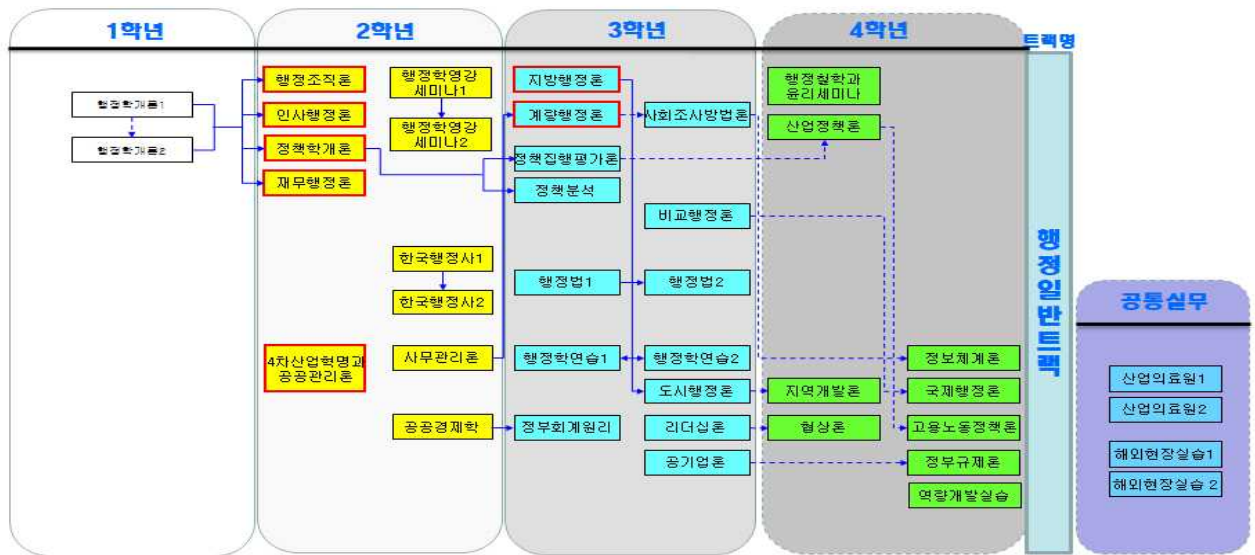 1학년
2학년
3학년
4학년
트랙명
행정학개론1
행정학개론2
행정조직론
인사행정론
정책학개론
재무행정론
4차산업혁명과
공공관리론
행정학영강
세미나1
행정학영강
세미나2
한국행정사1
한국행정사2
사무관리론
공공경제학
지방행정론
계량행정론
정책집행평가론
정책분석
행정법1
행정학연습1
정부회계원리
사회조사방법론
비교행정론
행정법2
행정학연습2
도시행정론
리더십론
공기업론
행정철학과
윤리세미나
산업정책론
지역개발론
협상론
정보체계론
국제행정론
고용노동정책론
정부규제론
역량개발실습
행정일반트랙
공통실무
산업의료원1
산업의료원2
해외현장실습1
해외현장실습 2